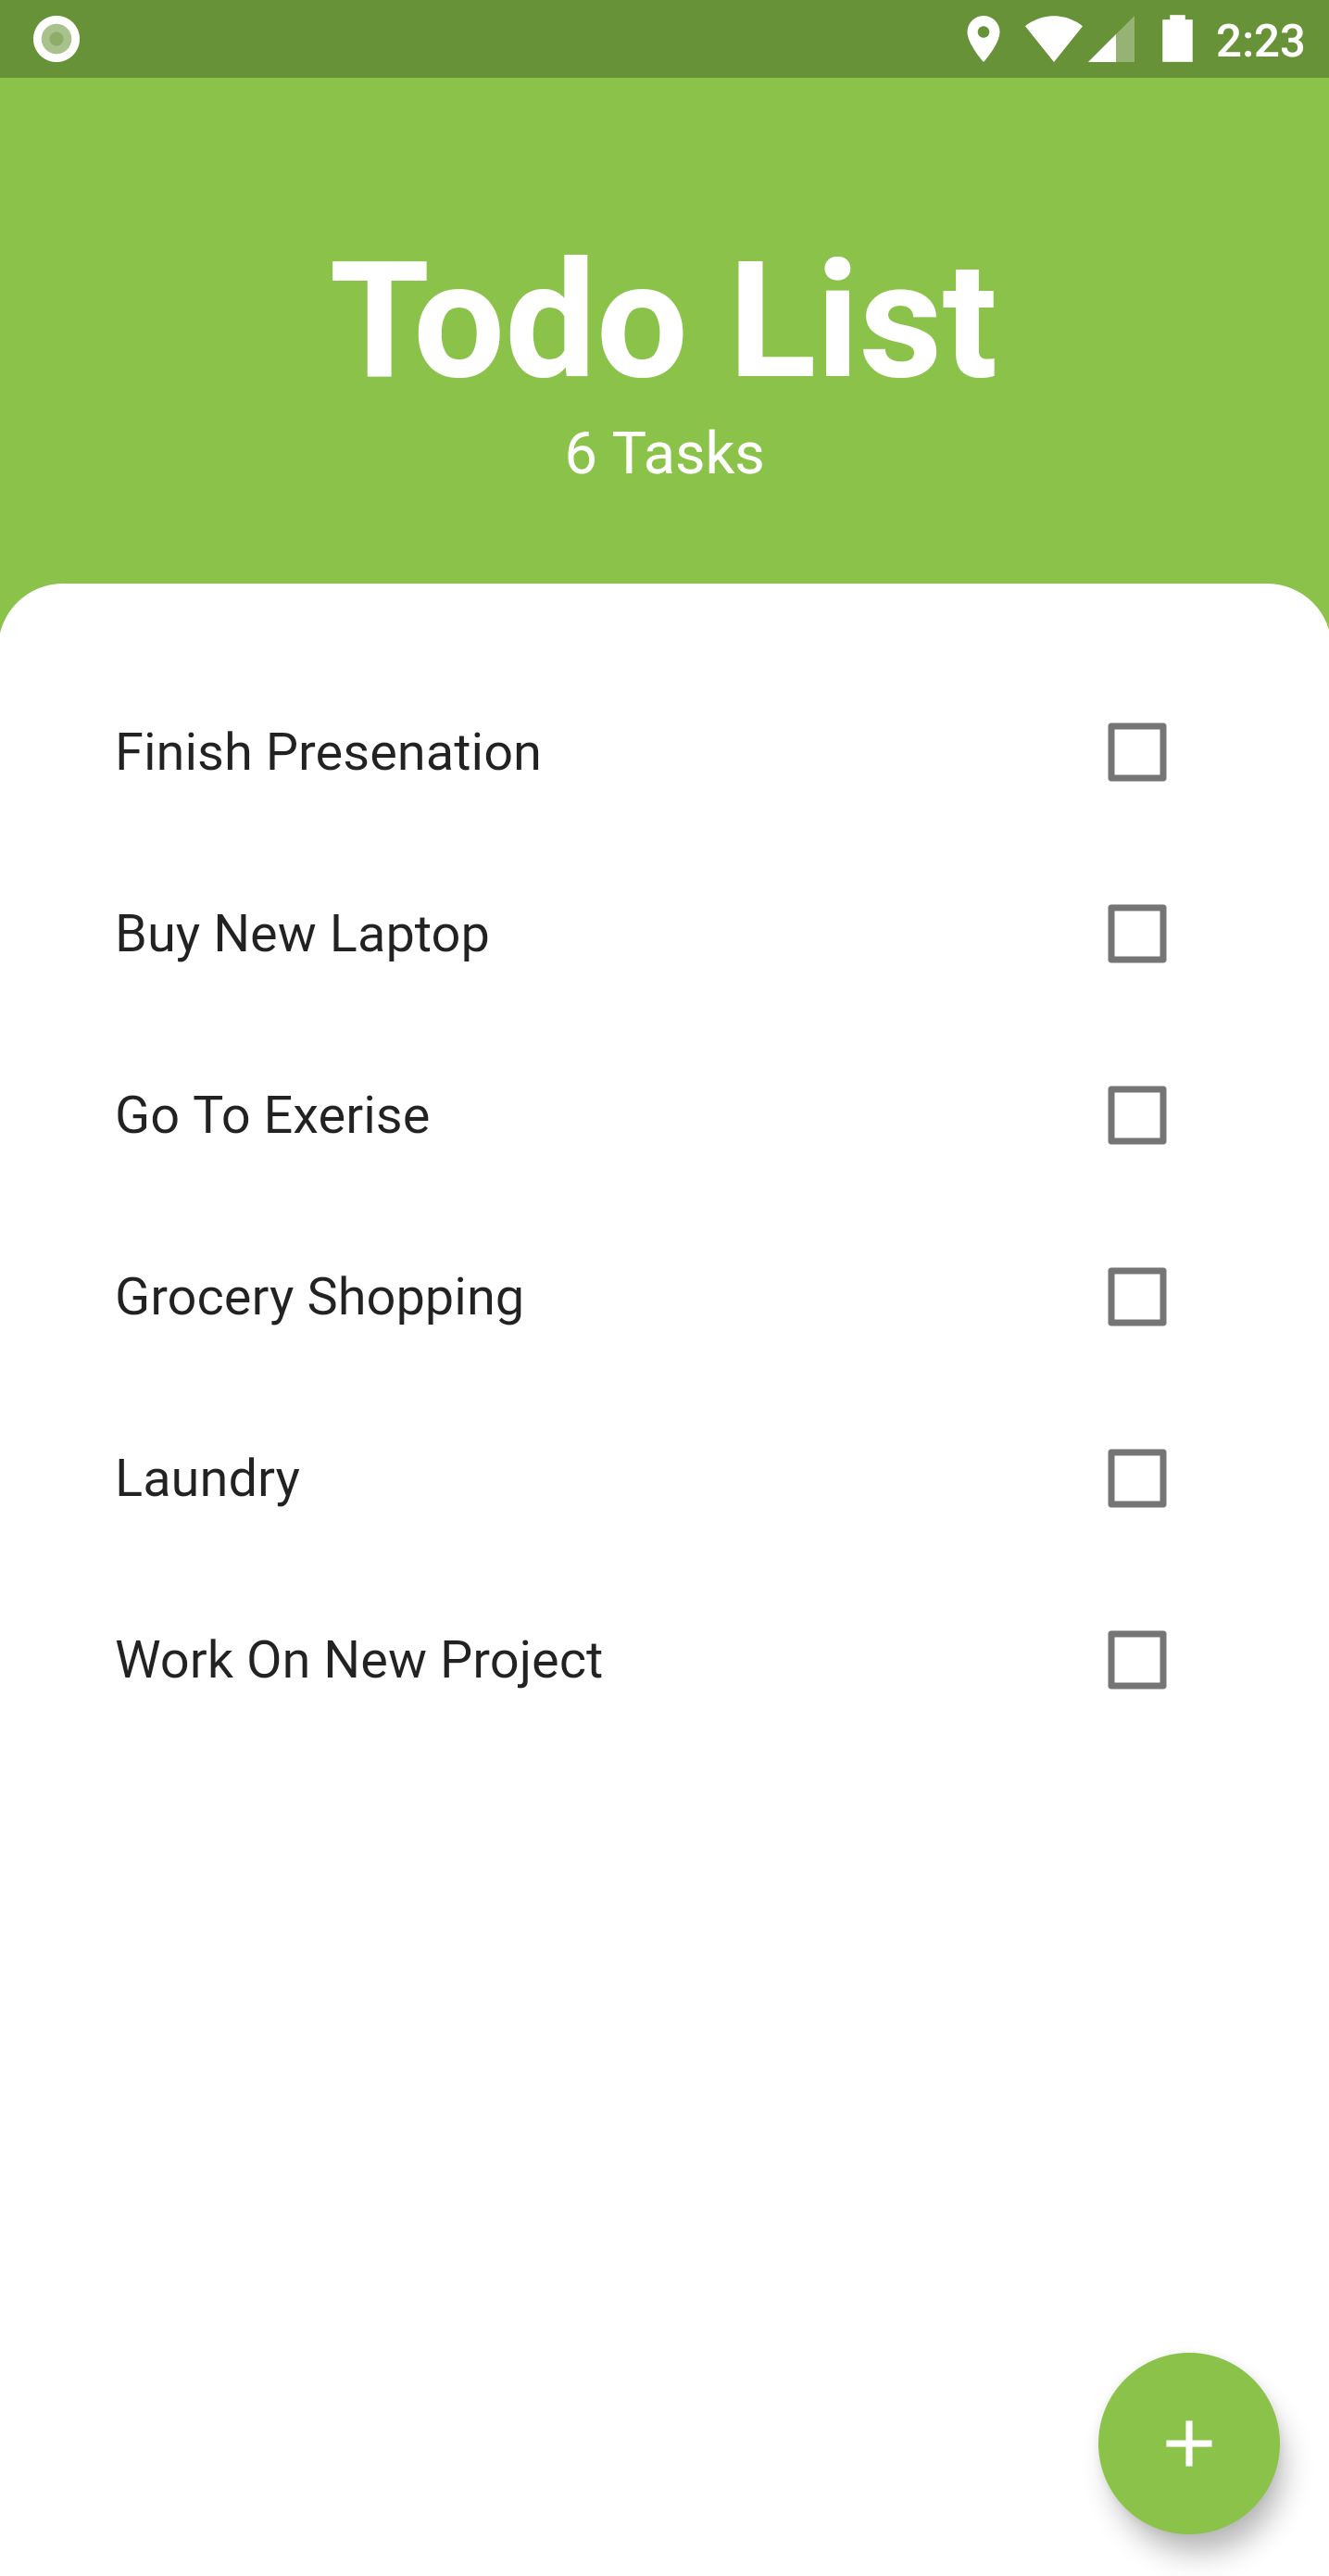 2:23
Todo List
6 Tasks
Finish Presenation
Buy New Laptop
Go To Exerise
Grocery Shopping
Laundry
Work On New Project
+